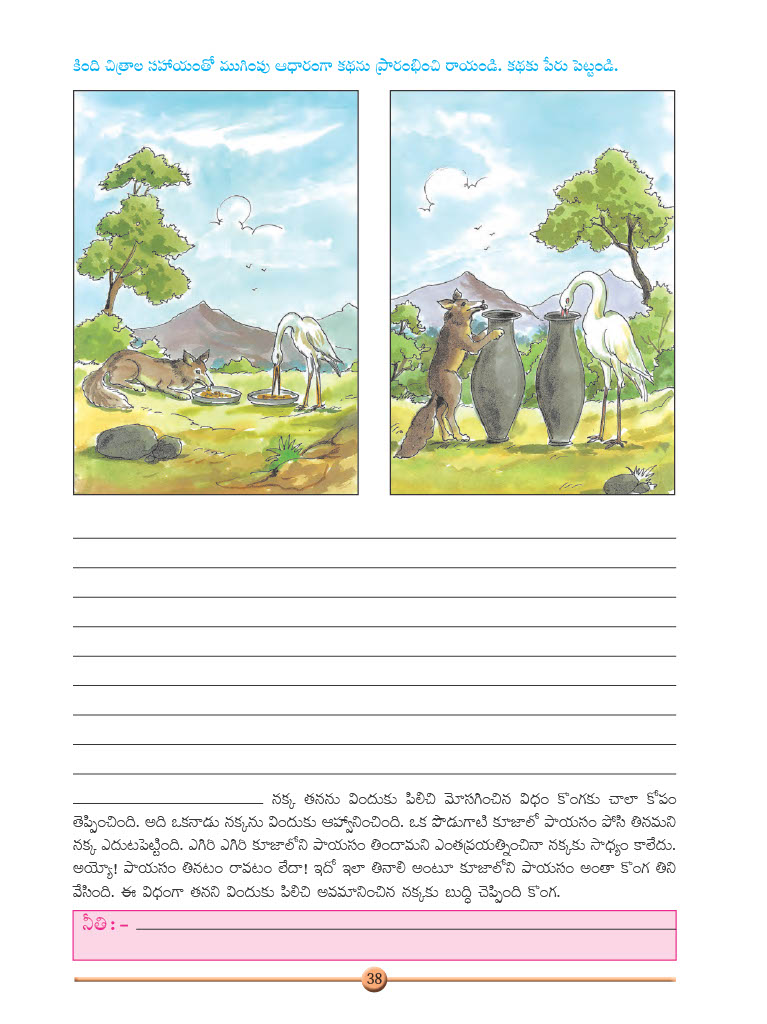 కింది చిత్రాల సహాయంతో ముగింపు ఆధారంగా కథను ప్రారంభించి రాయండి. కథకు పేరు పెట్టండి.
నక్క తనను విందుకు పిలిచి మోసగించిన విధం కొంగకు చాలా కోపం
తెప్పించింది. అది ఒకనాడు నక్కను విందుకు ఆహ్వానించింది. ఒక పొడుగాటి కూజాలో పాయసం పోసి తినమని
నక్క ఎదుటపెట్టింది. ఎగిరి ఎగిరి కూజాలోని పాయసం తిందామని ఎంతప్రయత్నించినా నక్కకు సాధ్యం కాలేదు.
అయ్యో! పాయసం తినటం రావటం లేదా! ఇదో ఇలా తినాలి అంటూ కూజాలోని పాయసం అంతా కొంగ తిని
వేసింది. ఈ విధంగా తనని విందుకు పిలిచి అవమానించిన నక్కకు బుద్ధి చెప్పింది కొంగ.
నీతి : –
38